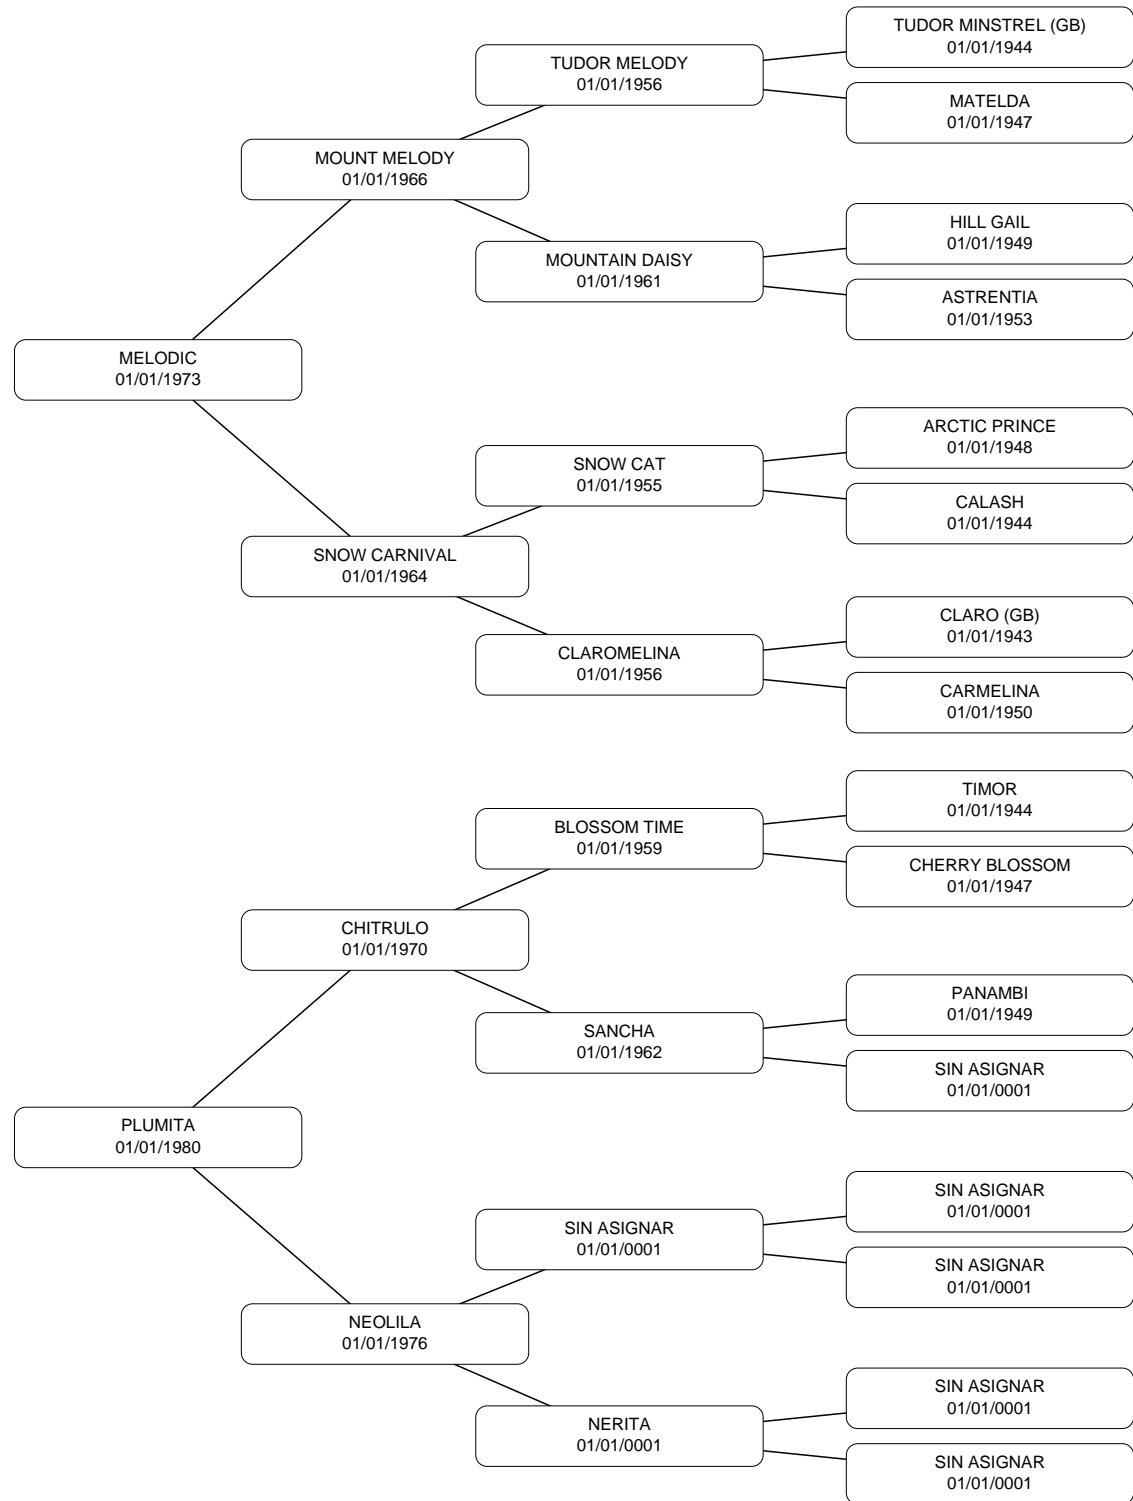 TUDOR MINSTREL (GB)
01/01/1944
TUDOR MELODY
01/01/1956
MATELDA
01/01/1947
MOUNT MELODY
01/01/1966
HILL GAIL
01/01/1949
MOUNTAIN DAISY
01/01/1961
ASTRENTIA
01/01/1953
MELODIC
01/01/1973
ARCTIC PRINCE
01/01/1948
SNOW CAT
01/01/1955
CALASH
01/01/1944
SNOW CARNIVAL
01/01/1964
CLARO (GB)
01/01/1943
CLAROMELINA
01/01/1956
CARMELINA
01/01/1950
TIMOR
01/01/1944
BLOSSOM TIME
01/01/1959
CHERRY BLOSSOM
01/01/1947
CHITRULO
01/01/1970
PANAMBI
01/01/1949
SANCHA
01/01/1962
SIN ASIGNAR
01/01/0001
PLUMITA
01/01/1980
SIN ASIGNAR
01/01/0001
SIN ASIGNAR
01/01/0001
SIN ASIGNAR
01/01/0001
NEOLILA
01/01/1976
SIN ASIGNAR
01/01/0001
NERITA
01/01/0001
SIN ASIGNAR
01/01/0001